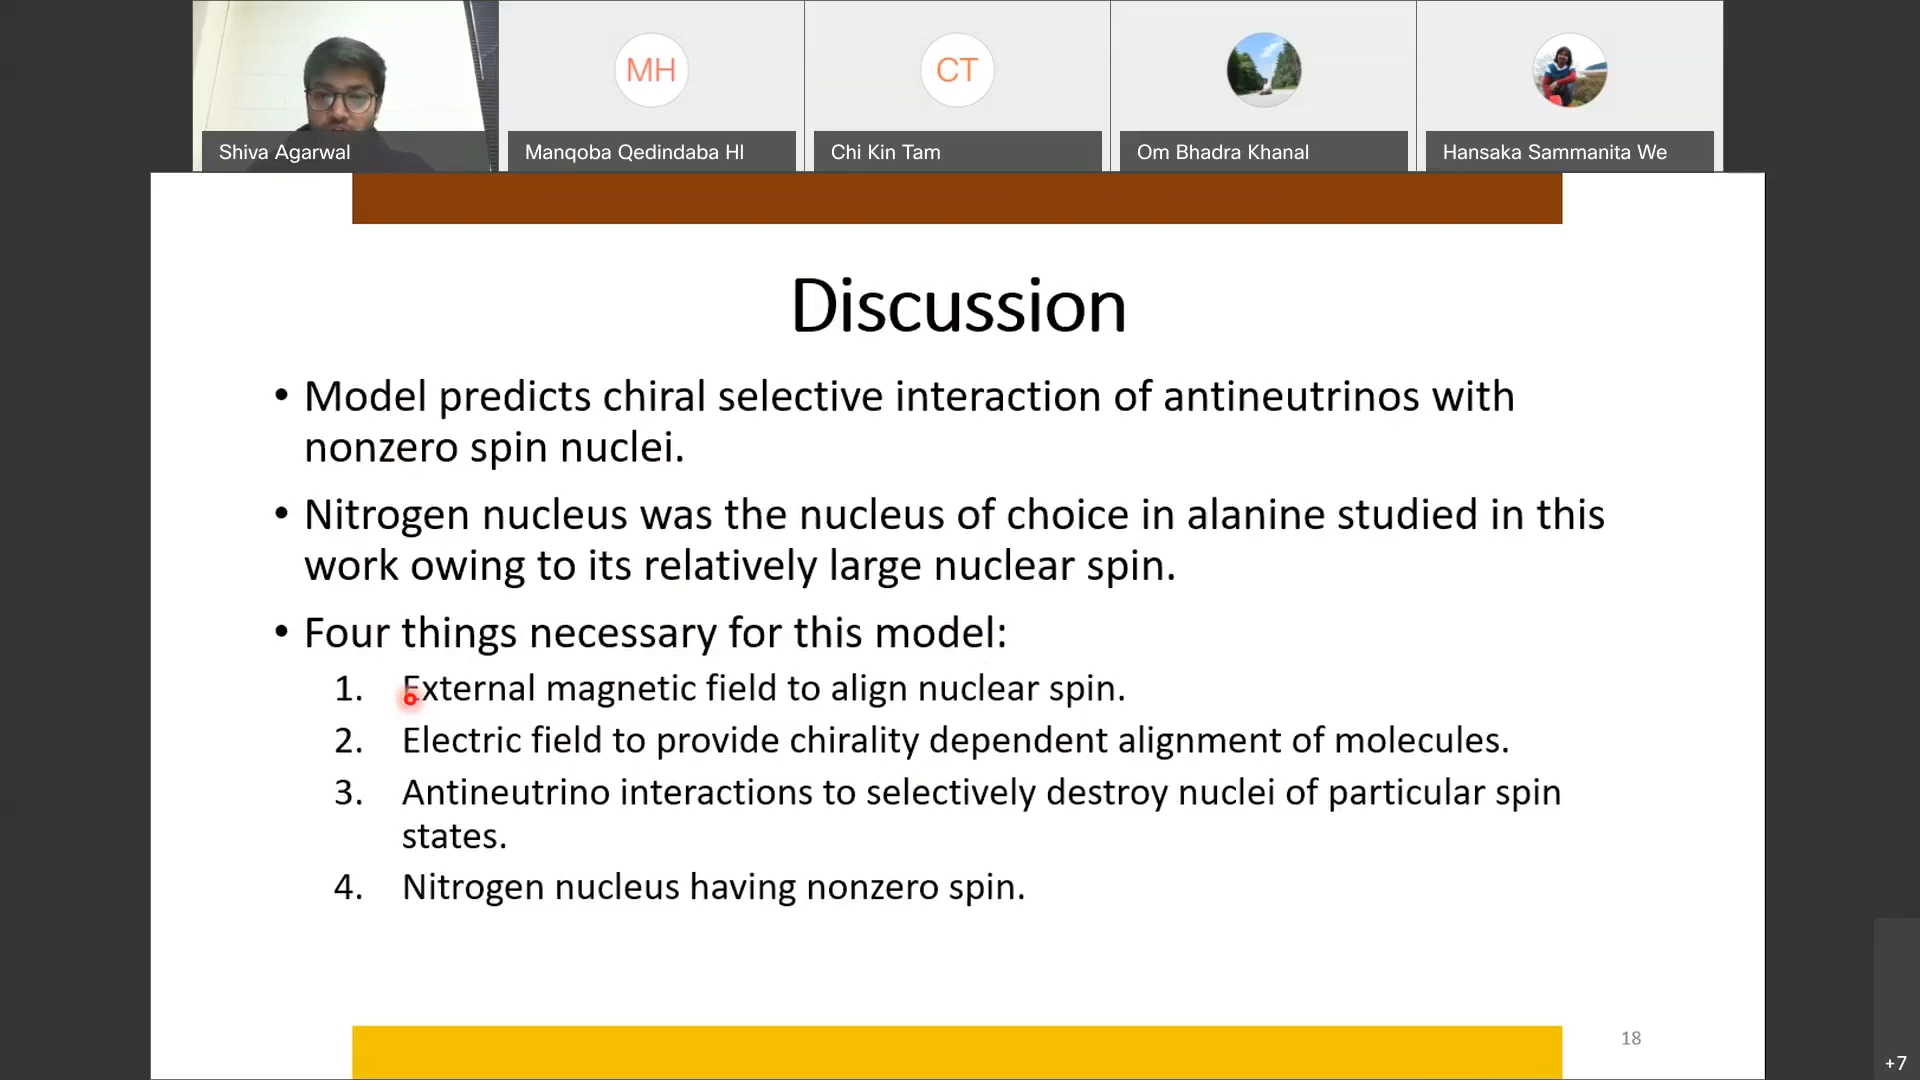 MH
CT
Shiva Agarwal
Manqoba Qedindaba Hl
Chi Kin Tam
Om Bhadra Khanal
Hansaka Sammanita We
Discussion
• Model predicts chiral selective interaction of antineutrinos with
nonzero spin nuclei.
• Nitrogen nucleus was the nucleus of choice in alanine studied in this
work owing to its relatively large nuclear spin.
• Four things necessary for this model:
1. External magnetic field to align nuclear spin.
2. Electric field to provide chirality dependent alignment of molecules.
3. Antineutrino interactions to selectively destroy nuclei of particular spin
states.
4. Nitrogen nucleus having nonzero spin.
18
+7